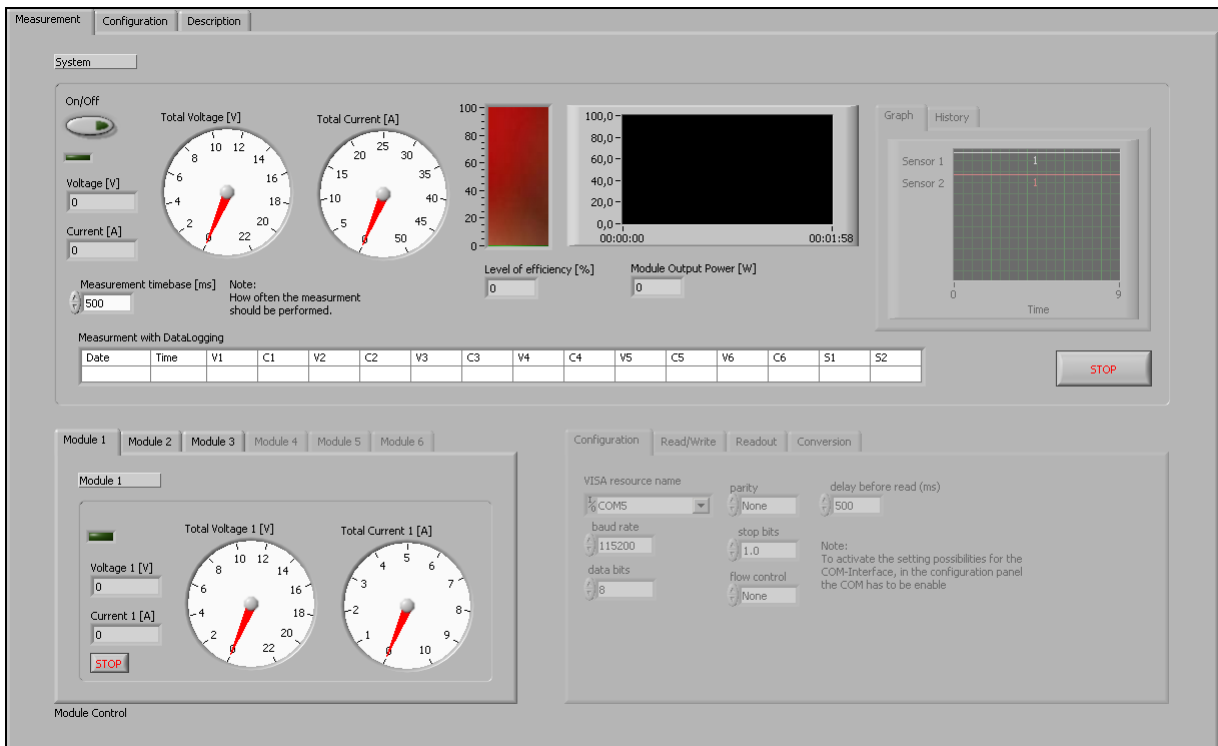 Measurement Configuration Description
System
On/Off
Voltage [V]
0
Current [A]
0
Total Voltage [V]
0 2 4 6 8 10 12 14 16 18 20 22
Total Current [A]
0 5 10 15 20 25 30 35 40 45 50
100
80
60
40
20
0
Level of efficiency [%]
0
100,0
80,0
60,0
40,0
20,0
0,0
00:00:00 00:01:58
Module Output Power [W]
0
Graph History
Sensor 1 1
Sensor 2 1
0 9
Time
Measurement timebase [ms]
500
Note:
How often the measurment
should be performed.
Measurment with DataLogging
Date Time V1 C1 V2 C2 V3 C3 V4 C4 V5 C5 V6 C6 S1 S2
STOP
Module 1 Module 2 Module 3 Module 4 Module 5 Module 6
Module 1
Voltage 1 [V]
0
Current 1 [A]
0
STOP
Total Voltage 1 [V]
0 2 4 6 8 10 12 14 16 18 20 22
Total Current 1 [A]
0 1 2 3 4 5 6 7 8 9 10
Module Control
Configuration Read/Write Readout Conversion
VISA resource name
COM5
baud rate
115200
data bits
8
parity
None
stop bits
1.0
flow control
None
delay before read (ms)
500
Note:
To activate the setting possibilities for the
COM-Interface, in the configuration panel
the COM has to be enable